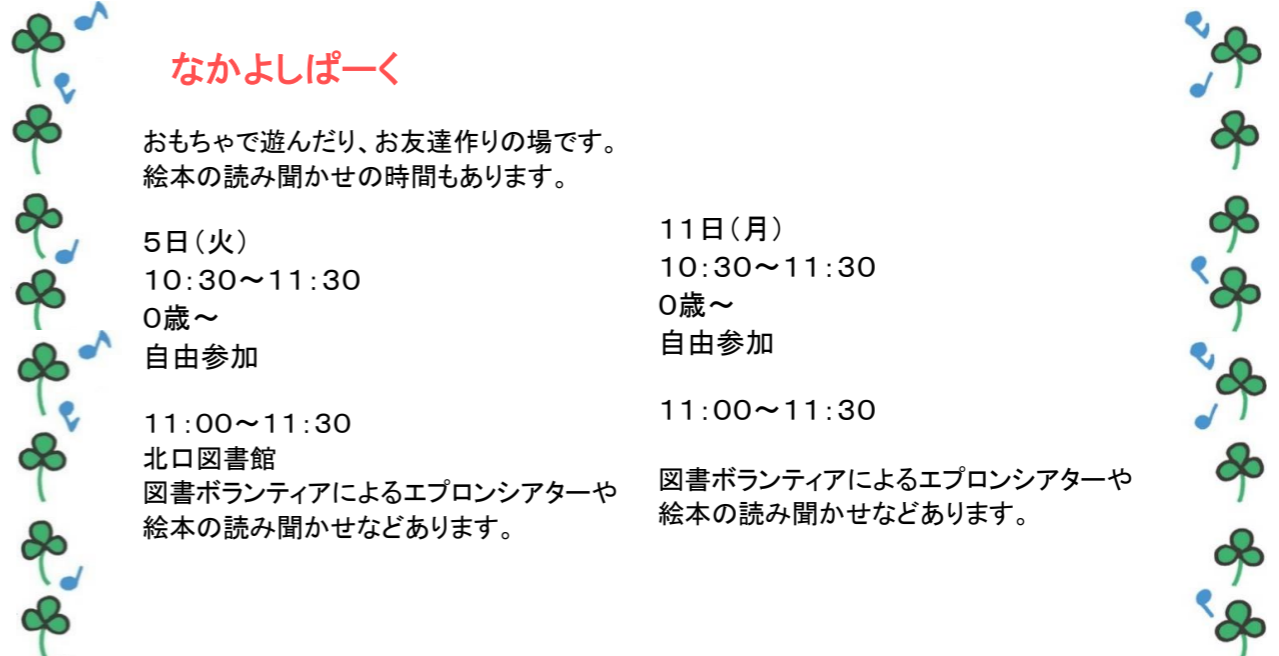 なかよしぱーく
おもちゃで遊んだり、お友達作りの場です。
絵本の読み聞かせの時間もあります。
５日（火）
１０：３０～１１：３０
０歳～
自由参加
１１：００～１１：３０
北口図書館
図書ボランティアによるエプロンシアターや
絵本の読み聞かせなどあります。
１１日（月）
１０：３０～１１：３０
０歳～
自由参加
１１：００～１１：３０
図書ボランティアによるエプロンシアターや
絵本の読み聞かせなどあります。